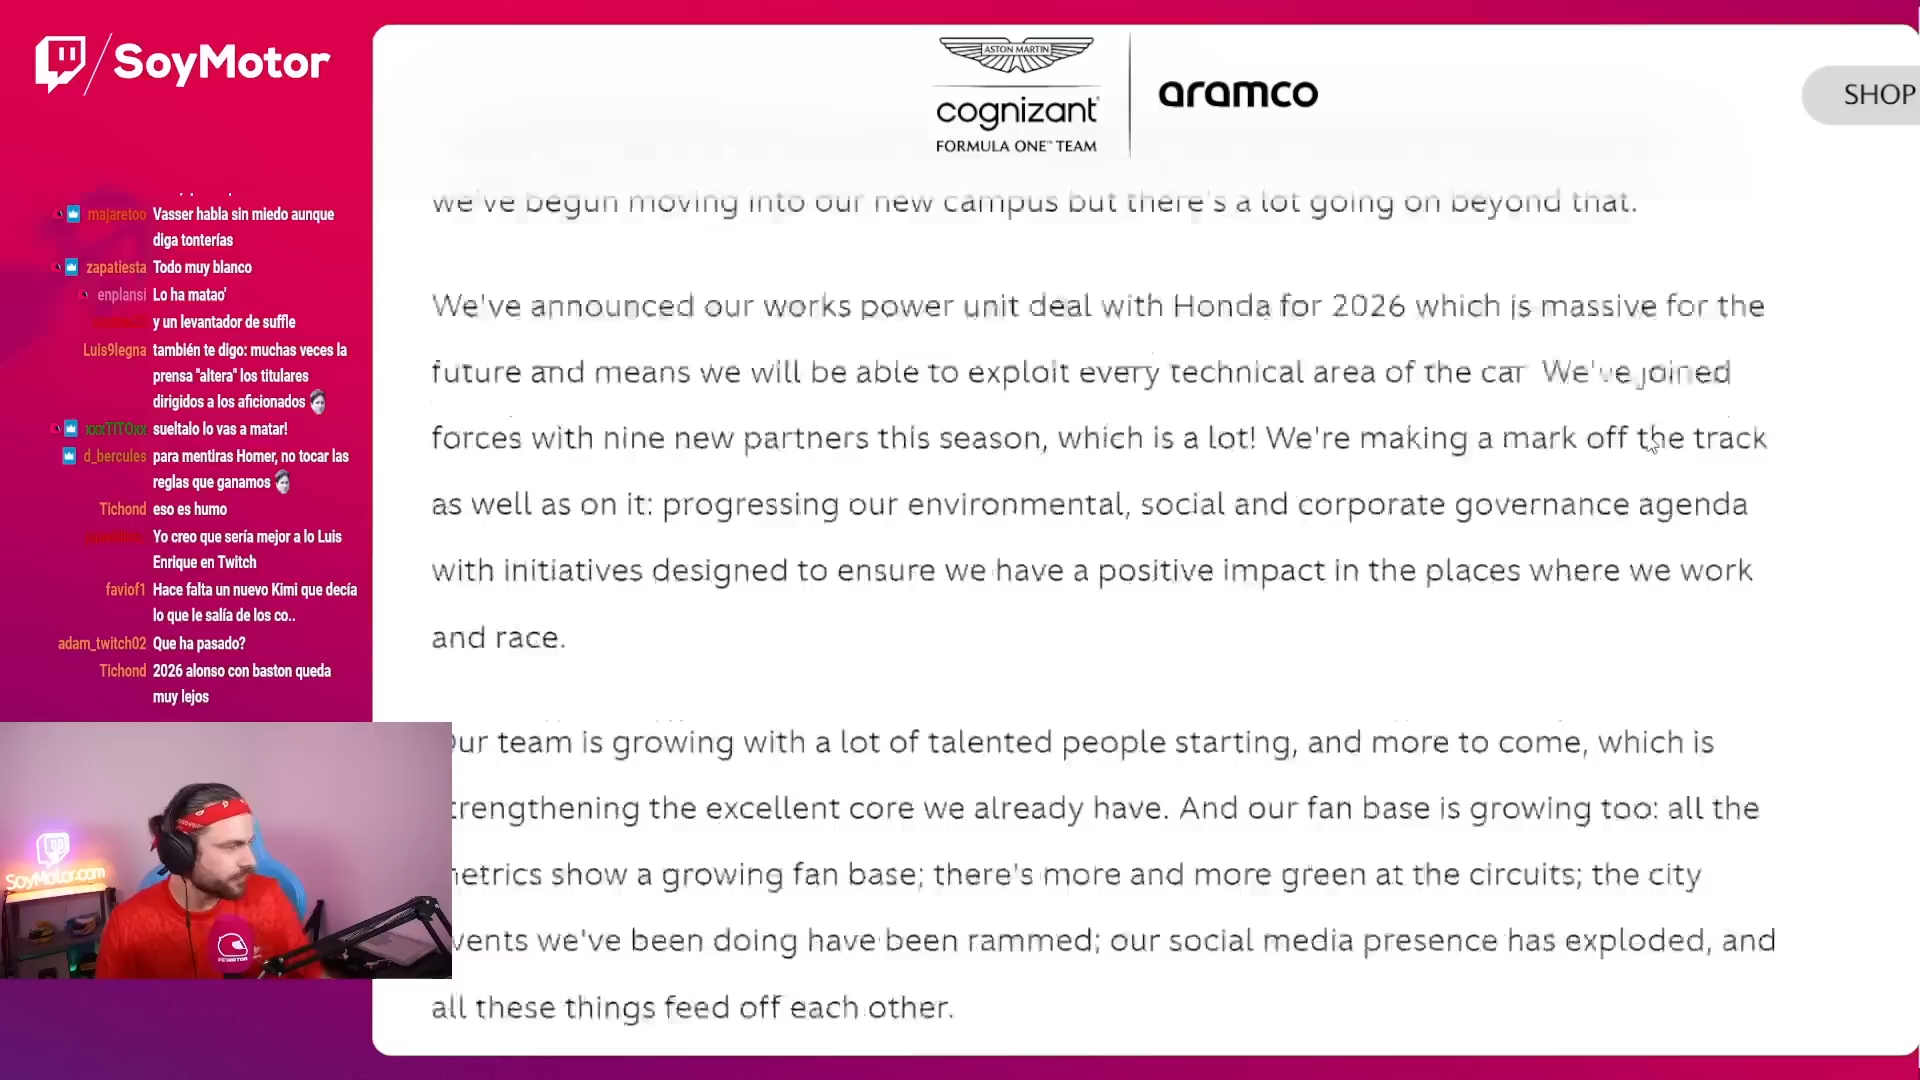 SoyMotor
majaretoo Vasser habla sin miedo aunque
diga tonterías
zapatiesta Todo muy blanco
enplansi Lo ha matao'
y un levantador de suffle
Luis9legna también te digo: muchas veces la
prensa "altera" los titulares
dirigidos a los aficionados
xxxTITOxx sueltalo lo vas a matar!
d_bercules para mentiras Homer, no tocar las
reglas que ganamos
Tichond eso es humo
Yo creo que sería mejor a lo Luis
Enrique en Twitch
faviof1 Hace falta un nuevo Kimi que decía
lo que le salía de los co..
adam_twitch02 Que ha pasado?
Tichond 2026 alonso con baston queda
muy lejos
SoyMotor.com
ASTON MARTIN
cognizant
FORMULA ONE™ TEAM
aramco
SHOP
we've begun moving into our new campus but there's a lot going on beyond that.
We've announced our works power unit deal with Honda for 2026 which is massive for the
future and means we will be able to exploit every technical area of the car We've joined
forces with nine new partners this season, which is a lot! We're making a mark off the track
as well as on it: progressing our environmental, social and corporate governance agenda
with initiatives designed to ensure we have a positive impact in the places where we work
and race.
our team is growing with a lot of talented people starting, and more to come, which is
trengthening the excellent core we already have. And our fan base is growing too: all the
metrics show a growing fan base; there's more and more green at the circuits; the city
vents we've been doing have been rammed; our social media presence has exploded, and
all these things feed off each other.